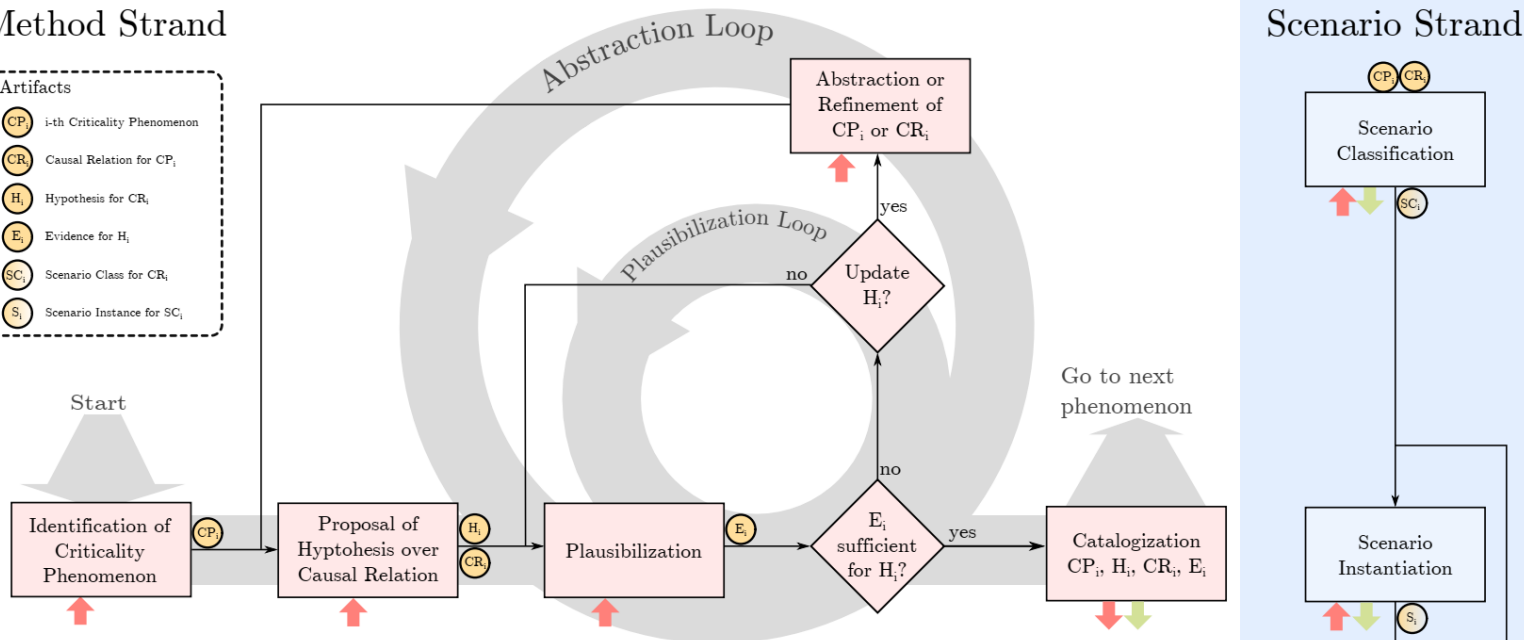 Method Strand
Artifacts
CPi i-th Criticality Phenomenon
CRi Causal Relation for CPi
Hi Hypothesis for CRi
Ei Evidence for Hi
SCi Scenario Class for CRi
Si Scenario Instance for SCi
Abstraction Loop
Plausibilization Loop
Abstraction or
Refinement of
CPi or CRi
yes
no
Update
Hi?
no
Start
Identification of
Criticality
Phenomenon
CPi
Proposal of
Hyptohesis over
Causal Relation
Hi
CRi
Plausibilization
Ei
Ei
sufficient
for Hi?
yes
Go to next
phenomenon
Catalogization
CPi, Hi, CRi, Ei
Scenario Strand
CPi CRi
Scenario
Classification
SCi
Scenario
Instantiation
Si